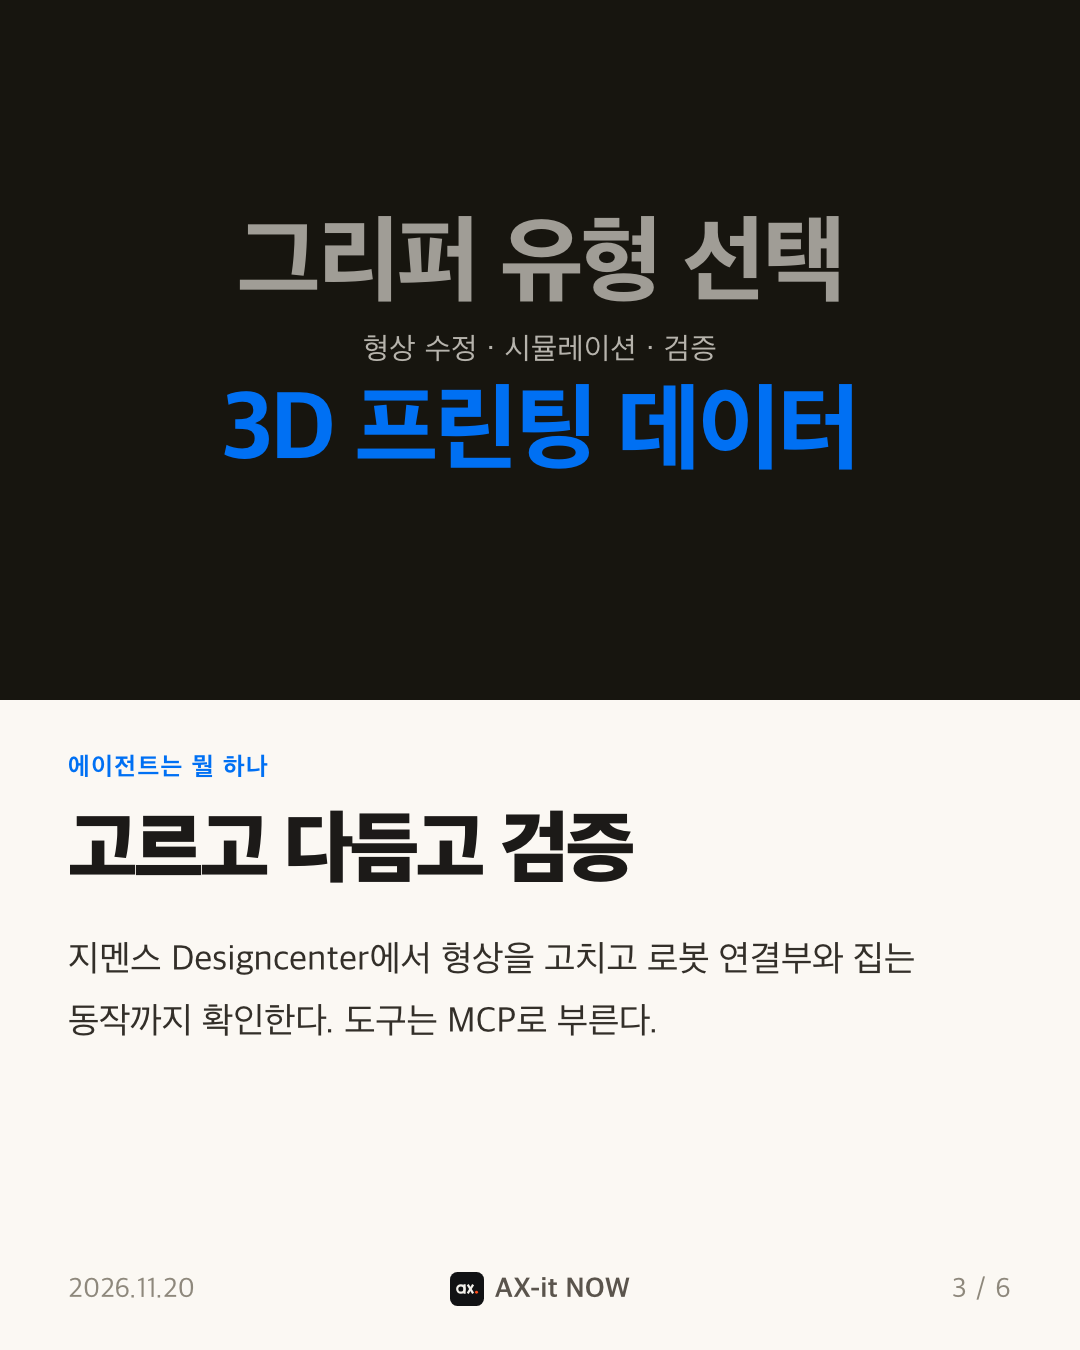 그리퍼 유형 선택
형상 수정 · 시뮬레이션 · 검증
3D 프린팅 데이터
에이전트는 뭘 하나
고르고 다듬고 검증
지멘스 Designcenter에서 형상을 고치고 로봇 연결부와 집는
동작까지 확인한다. 도구는 MCP로 부른다.
2026.11.20
ax. AX-it NOW
3 / 6